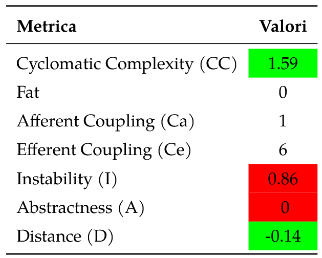 Metrica Valori
Cyclomatic Complexity (CC) 1.59
Fat 0
Afferent Coupling (Ca) 1
Efferent Coupling (Ce) 6
Instability (I) 0.86
Abstractness (A) 0
Distance (D) -0.14